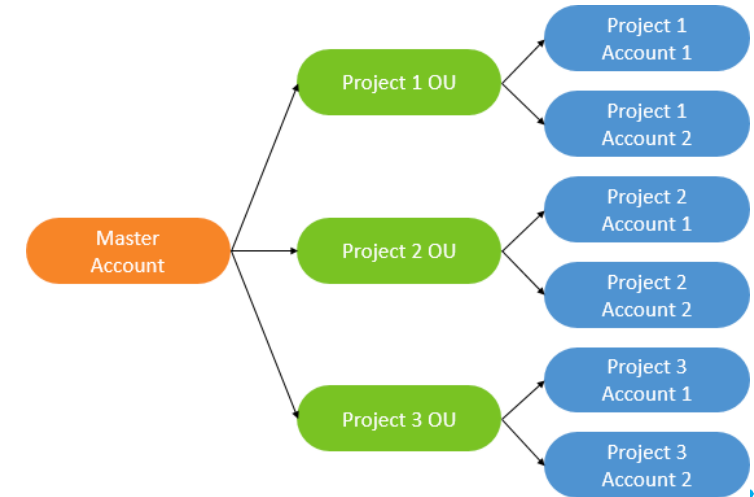 Project 1
Account 1
Project 1 OU
Project 1
Account 2
Project 2
Account 1
Master
Account
Project 2 OU
Project 2
Account 2
Project 3
Account 1
Project 3 OU
Project 3
Account 2